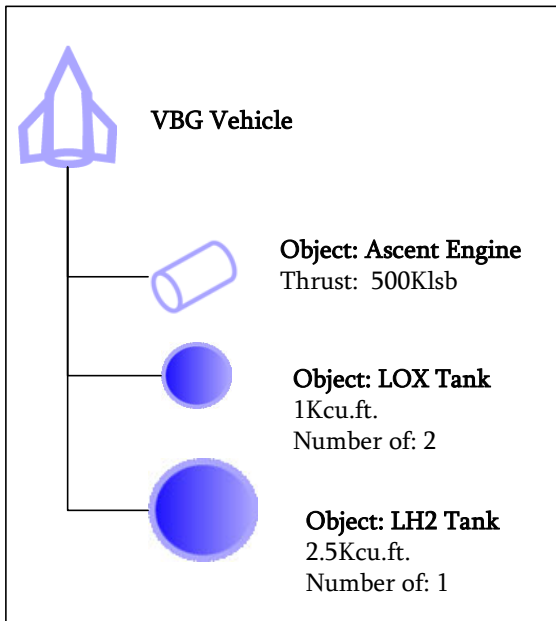 VBG Vehicle
Object: Ascent Engine
Thrust: 500Klsb
Object: LOX Tank
1Kcu.ft.
Number of: 2
Object: LH2 Tank
2.5Kcu.ft.
Number of: 1